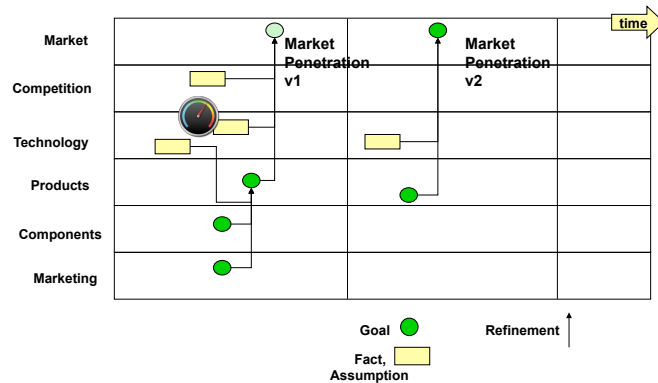 time
Market
Market
Penetration
v1
Market
Penetration
v2
Competition
Technology
Products
Components
Marketing
Goal
Refinement
Fact,
Assumption